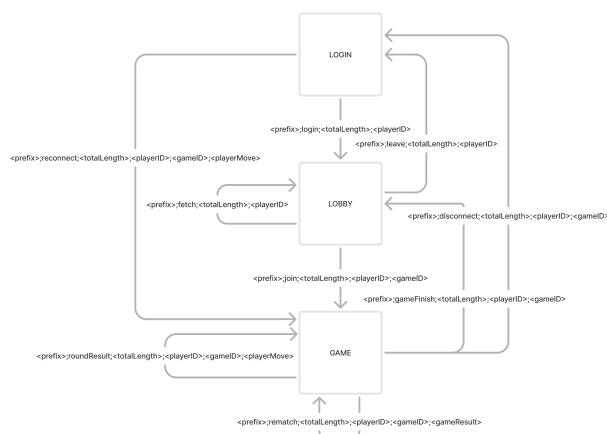 LOGIN
<prefix>;login;<totalLength>;<playerID>
<prefix>;leave;<totalLength>;<playerID>
<prefix>;reconnect;<totalLength>;<playerID>;<gameID>;<playerMove>
LOBBY
<prefix>;fetch;<totalLength>;<playerID>
<prefix>;disconnect;<totalLength>;<playerID>;<gameID>
<prefix>;join;<totalLength>;<playerID>;<gameID>
<prefix>;gameFinish;<totalLength>;<playerID>;<gameID>
GAME
<prefix>;roundResult;<totalLength>;<playerID>;<gameID>;<playerMove>
<prefix>;rematch;<totalLength>;<playerID>;<gameID>;<gameResult>